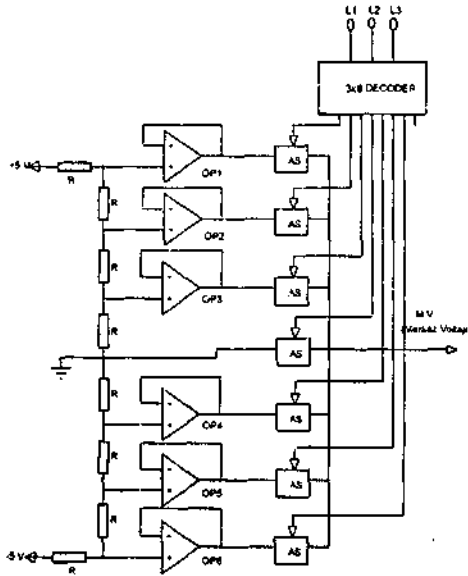 L1 L2 L3
3x8 DECODER
+5 V
R
OP1
AS
R
OP2
AS
R
OP3
AS
R
M V
AS
OP4
AS
R
OP5
AS
R
-5 V
R
OP6
AS